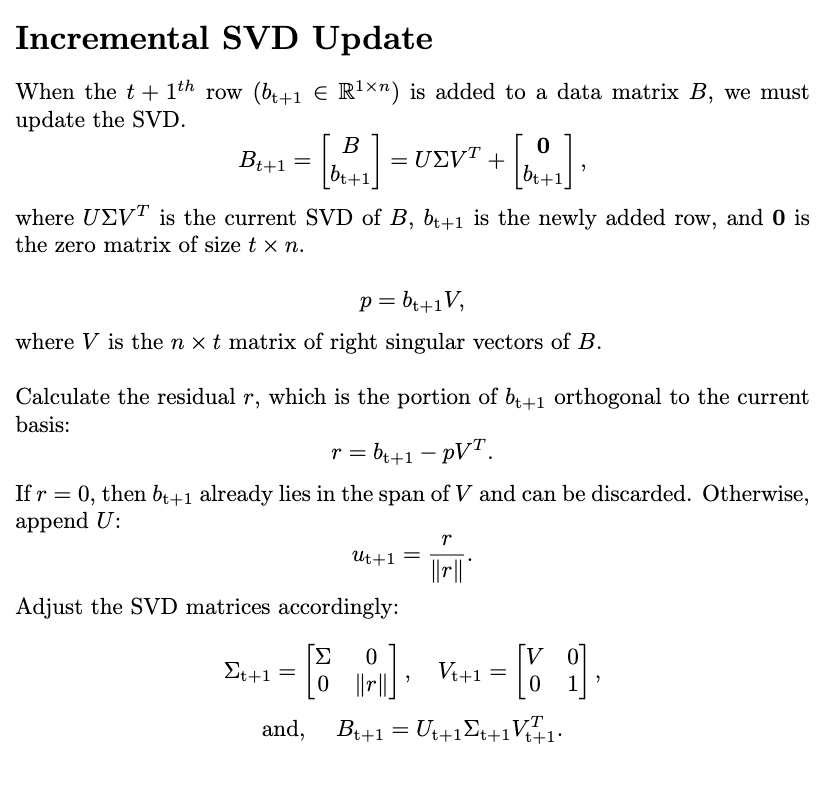 Incremental SVD Update
When the $t + 1^{th}$ row ($b_{t+1} \in \mathbb{R}^{1 \times n}$) is added to a data matrix $B$, we must
update the SVD.
$$B_{t+1} = \begin{bmatrix} B \\ b_{t+1} \end{bmatrix} = U\Sigma V^T + \begin{bmatrix} \mathbf{0} \\ b_{t+1} \end{bmatrix},$$
where $U\Sigma V^T$ is the current SVD of $B$, $b_{t+1}$ is the newly added row, and $\mathbf{0}$ is
the zero matrix of size $t \times n$.
$$p = b_{t+1}V,$$
where $V$ is the $n \times t$ matrix of right singular vectors of $B$.
Calculate the residual $r$, which is the portion of $b_{t+1}$ orthogonal to the current
basis:
$$r = b_{t+1} - pV^T.$$
If $r = 0$, then $b_{t+1}$ already lies in the span of $V$ and can be discarded. Otherwise,
append $U$:
$$u_{t+1} = \frac{r}{\|r\|}.$$
Adjust the SVD matrices accordingly:
$$\Sigma_{t+1} = \begin{bmatrix} \Sigma & 0 \\ 0 & \|r\| \end{bmatrix}, \quad V_{t+1} = \begin{bmatrix} V & 0 \\ 0 & 1 \end{bmatrix},$$
$$\text{and,} \quad B_{t+1} = U_{t+1}\Sigma_{t+1}V_{t+1}^T.$$